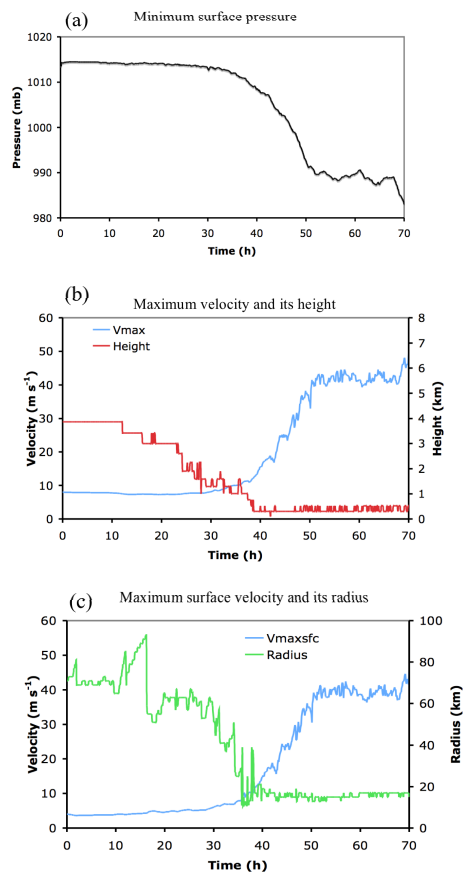 (a)
Minimum surface pressure
1020
1010
1000
990
980
Pressure (mb)
0 10 20 30 40 50 60 70
Time (h)
(b)
Maximum velocity and its height
60
50
40
30
20
10
0
Velocity (m s-1)
Vmax
Height
8
7
6
5
4
3
2
1
0
Height (km)
0 10 20 30 40 50 60 70
Time (h)
(c)
Maximum surface velocity and its radius
60
50
40
30
20
10
0
Velocity (m s-1)
Vmaxsfc
Radius
100
80
60
40
20
0
Radius (km)
0 10 20 30 40 50 60 70
Time (h)